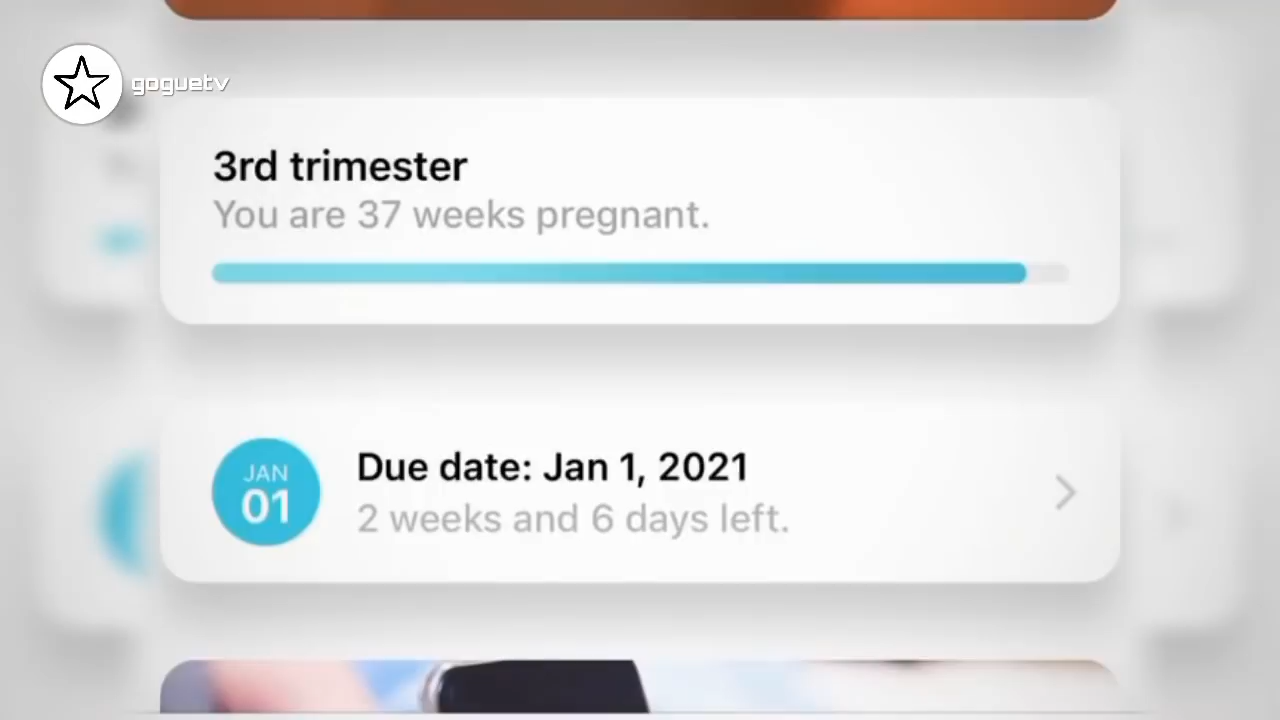 goguetv
3rd trimester
You are 37 weeks pregnant.
JAN
01
Due date: Jan 1, 2021
2 weeks and 6 days left.